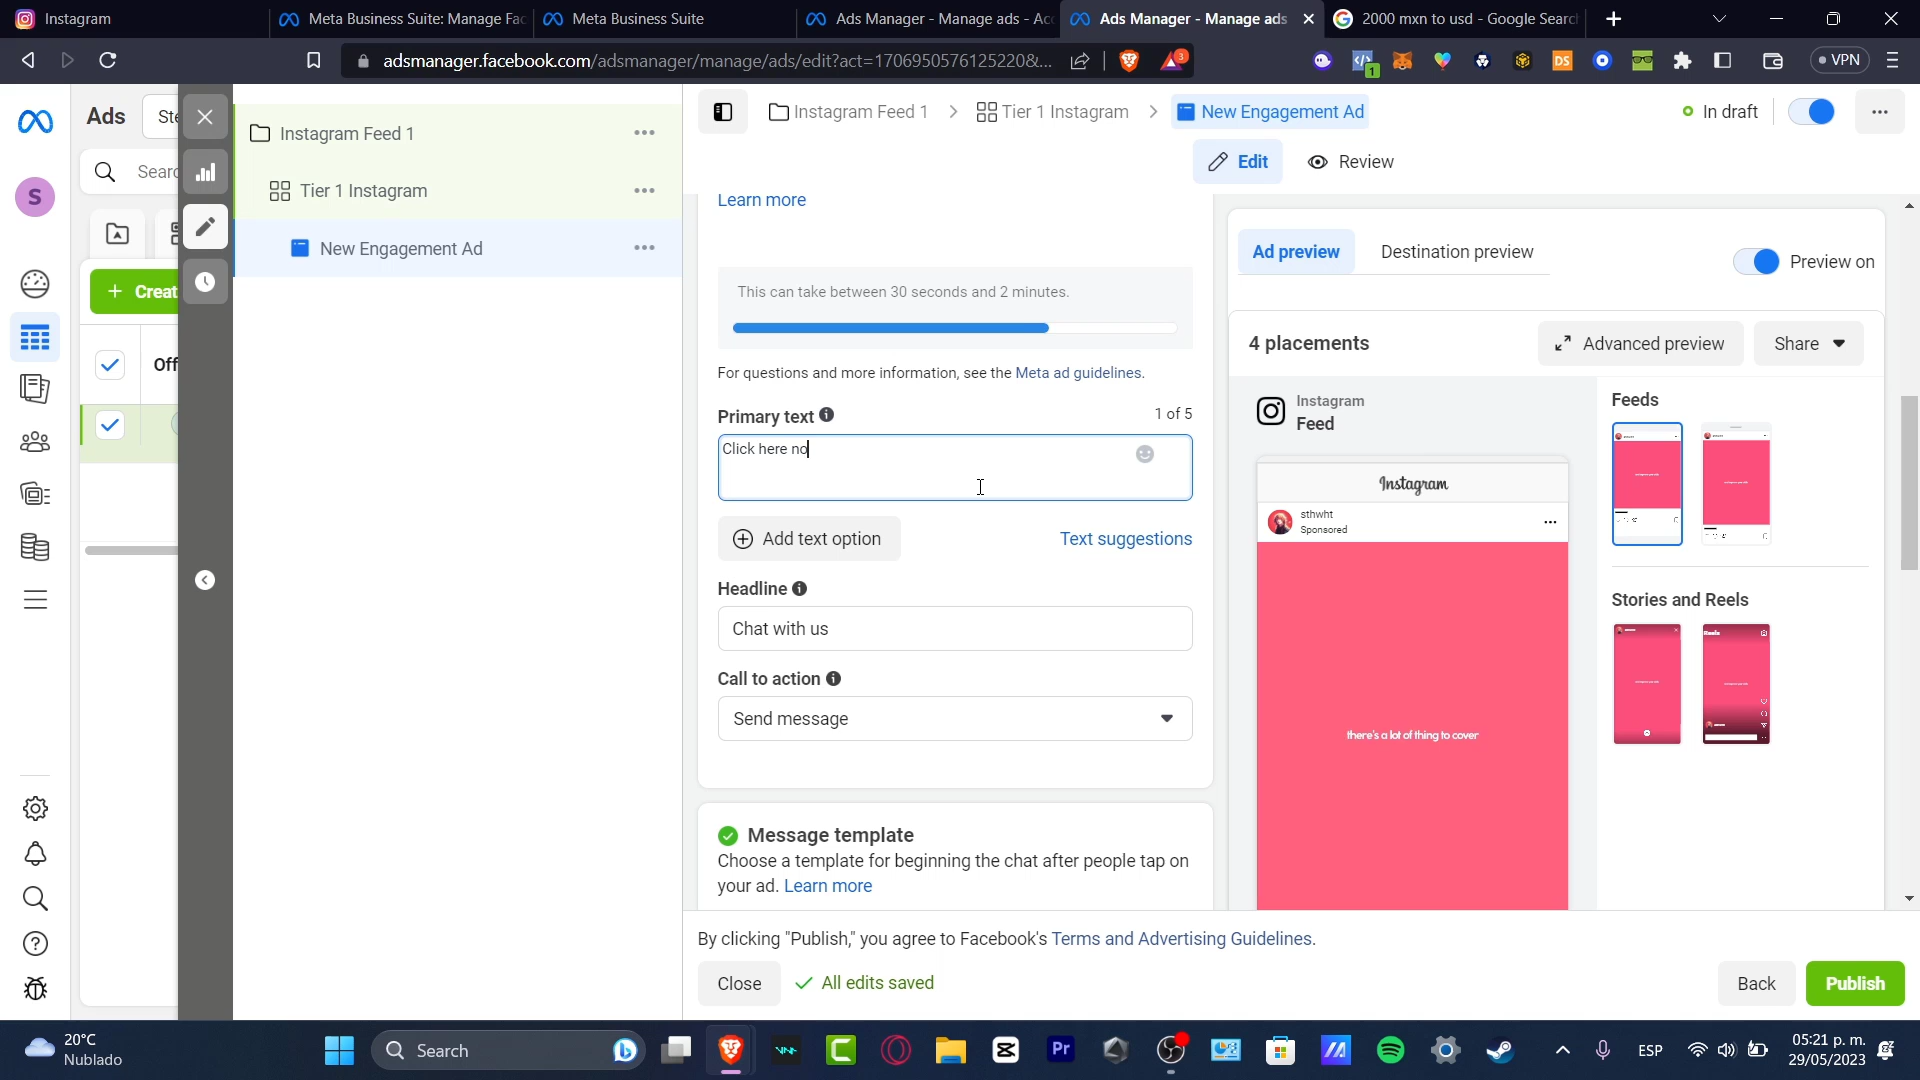 Instagram
Meta Business Suite: Manage Fac
Meta Business Suite
Ads Manager - Manage ads - Acc
Ads Manager - Manage ads
2000 mxn to usd - Google Search
adsmanager.facebook.com/adsmanager/manage/ads/edit?act=1706950576125220&...
3
1
DS
VPN
Ads
Ste
S
Searc
+ Creat
Off
Instagram Feed 1
Tier 1 Instagram
New Engagement Ad
Instagram Feed 1
Tier 1 Instagram
New Engagement Ad
In draft
Edit
Review
Learn more
This can take between 30 seconds and 2 minutes.
For questions and more information, see the Meta ad guidelines.
Primary text
1 of 5
Click here no
Add text option
Text suggestions
Headline
Chat with us
Call to action
Send message
Message template
Choose a template for beginning the chat after people tap on
your ad. Learn more
Ad preview
Destination preview
Preview on
4 placements
Advanced preview
Share
Instagram
Feed
Instagram
sthwht
Sponsored
there's a lot of thing to cover
Feeds
Stories and Reels
By clicking "Publish," you agree to Facebook's Terms and Advertising Guidelines.
Close
All edits saved
Back
Publish
20°C
Nublado
Search
Pr
ESP
05:21 p. m.
29/05/2023